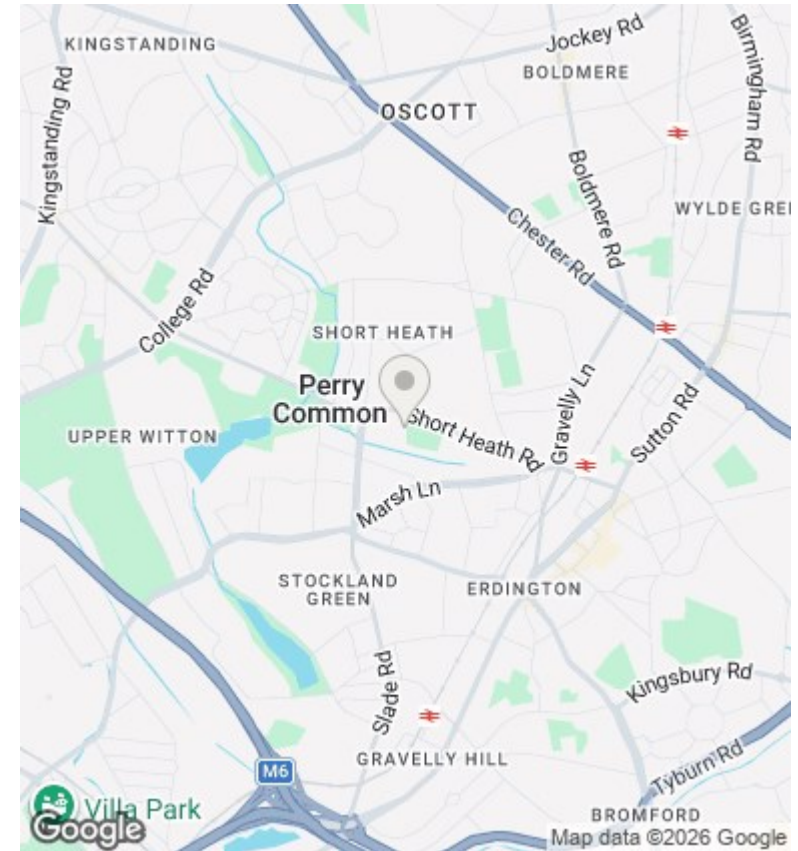 KINGSTANDING
Jockey Rd
BOLDMERE
Birmingham Rd
OSCOTT
Kingstanding Rd
Boldmere Rd
WYLDE GREE
Chester Rd
College Rd
SHORT HEATH
Perry
Common
Short Heath Rd
Gravelly Ln
Sutton Rd
UPPER WITTON
Marsh Ln
STOCKLAND
GREEN
ERDINGTON
Slade Rd
Kingsbury Rd
GRAVELLY HILL
M6
Tyburn Rd
Villa Park
BROMFORD
Google
Map data ©2026 Google